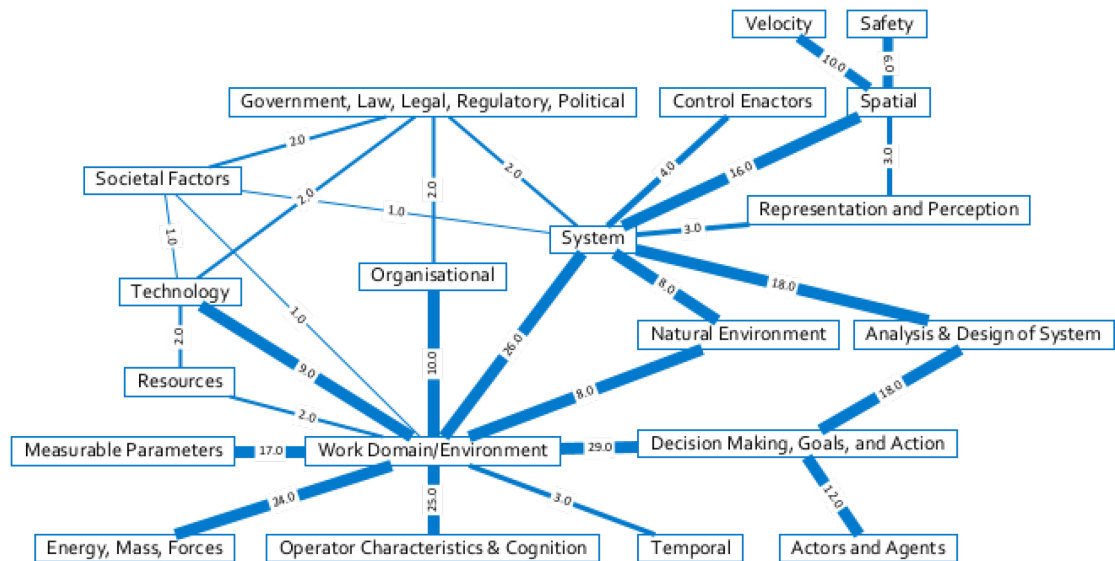 Velocity
Safety
10.0
6.0
Government, Law, Legal, Regulatory, Political
Control Enactors
Spatial
2.0
4.0
16.0
3.0
Societal Factors
2.0
2.0
2.0
1.0
Representation and Perception
1.0
3.0
System
Organisational
Technology
8.0
18.0
1.0
26.0
Natural Environment
Analysis & Design of System
2.0
Resources
9.0
10.0
8.0
18.0
2.0
Measurable Parameters
17.0
Work Domain/Environment
29.0
Decision Making, Goals, and Action
24.0
25.0
3.0
12.0
Energy, Mass, Forces
Operator Characteristics & Cognition
Temporal
Actors and Agents